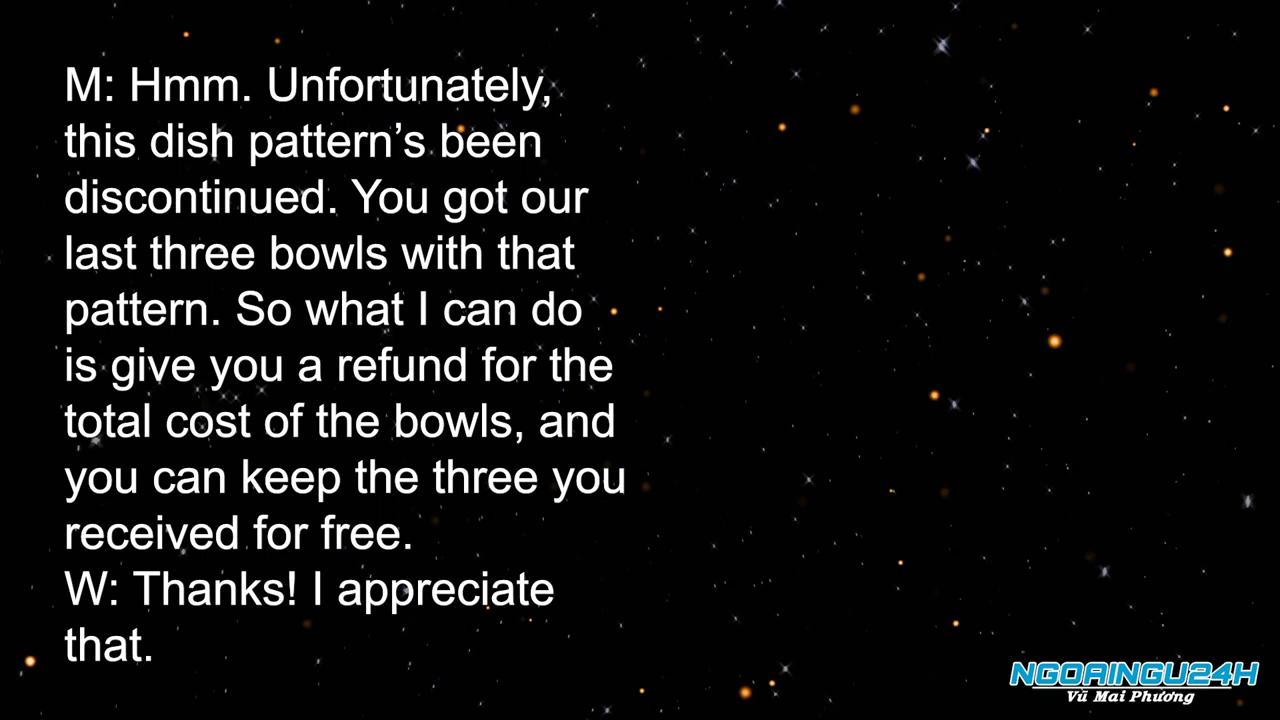 M: Hmm. Unfortunately,
this dish pattern’s been
discontinued. You got our
last three bowls with that
pattern. So what I can do
is give you a refund for the
total cost of the bowls, and
you can keep the three you
received for free.
W: Thanks! I appreciate
that.
NGOAINGU24H
Vũ Mai Phương